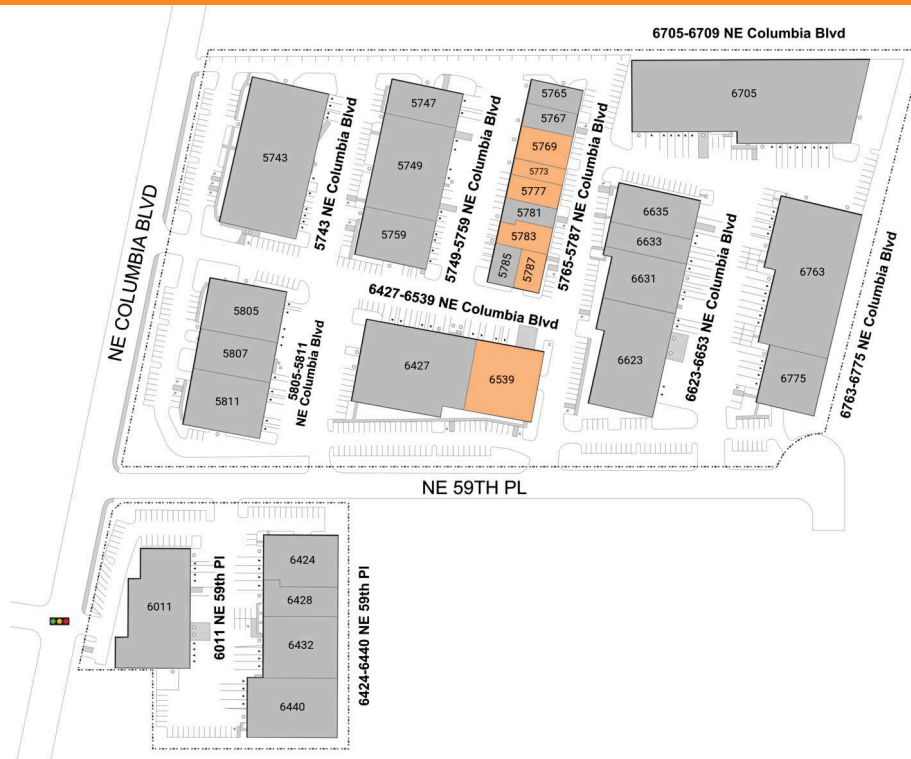 6705-6709 NE Columbia Blvd
6705
5743
5743 NE Columbia Blvd
5747
5749
5759
5749-5759 NE Columbia Blvd
5765
5767
5769
5773
5777
5781
5783
5785
5787
5765-5787 NE Columbia Blvd
6635
6633
6631
6623
6623-6653 NE Columbia Blvd
6763
6775
6763-6775 NE Columbia Blvd
NE COLUMBIA BLVD
5805
5807
5811
5805-5811
NE Columbia Blvd
6427-6539 NE Columbia Blvd
6427
6539
NE 59TH PL
6011
6011 NE 59th Pl
6424
6428
6432
6440
6424-6440 NE 59th Pl